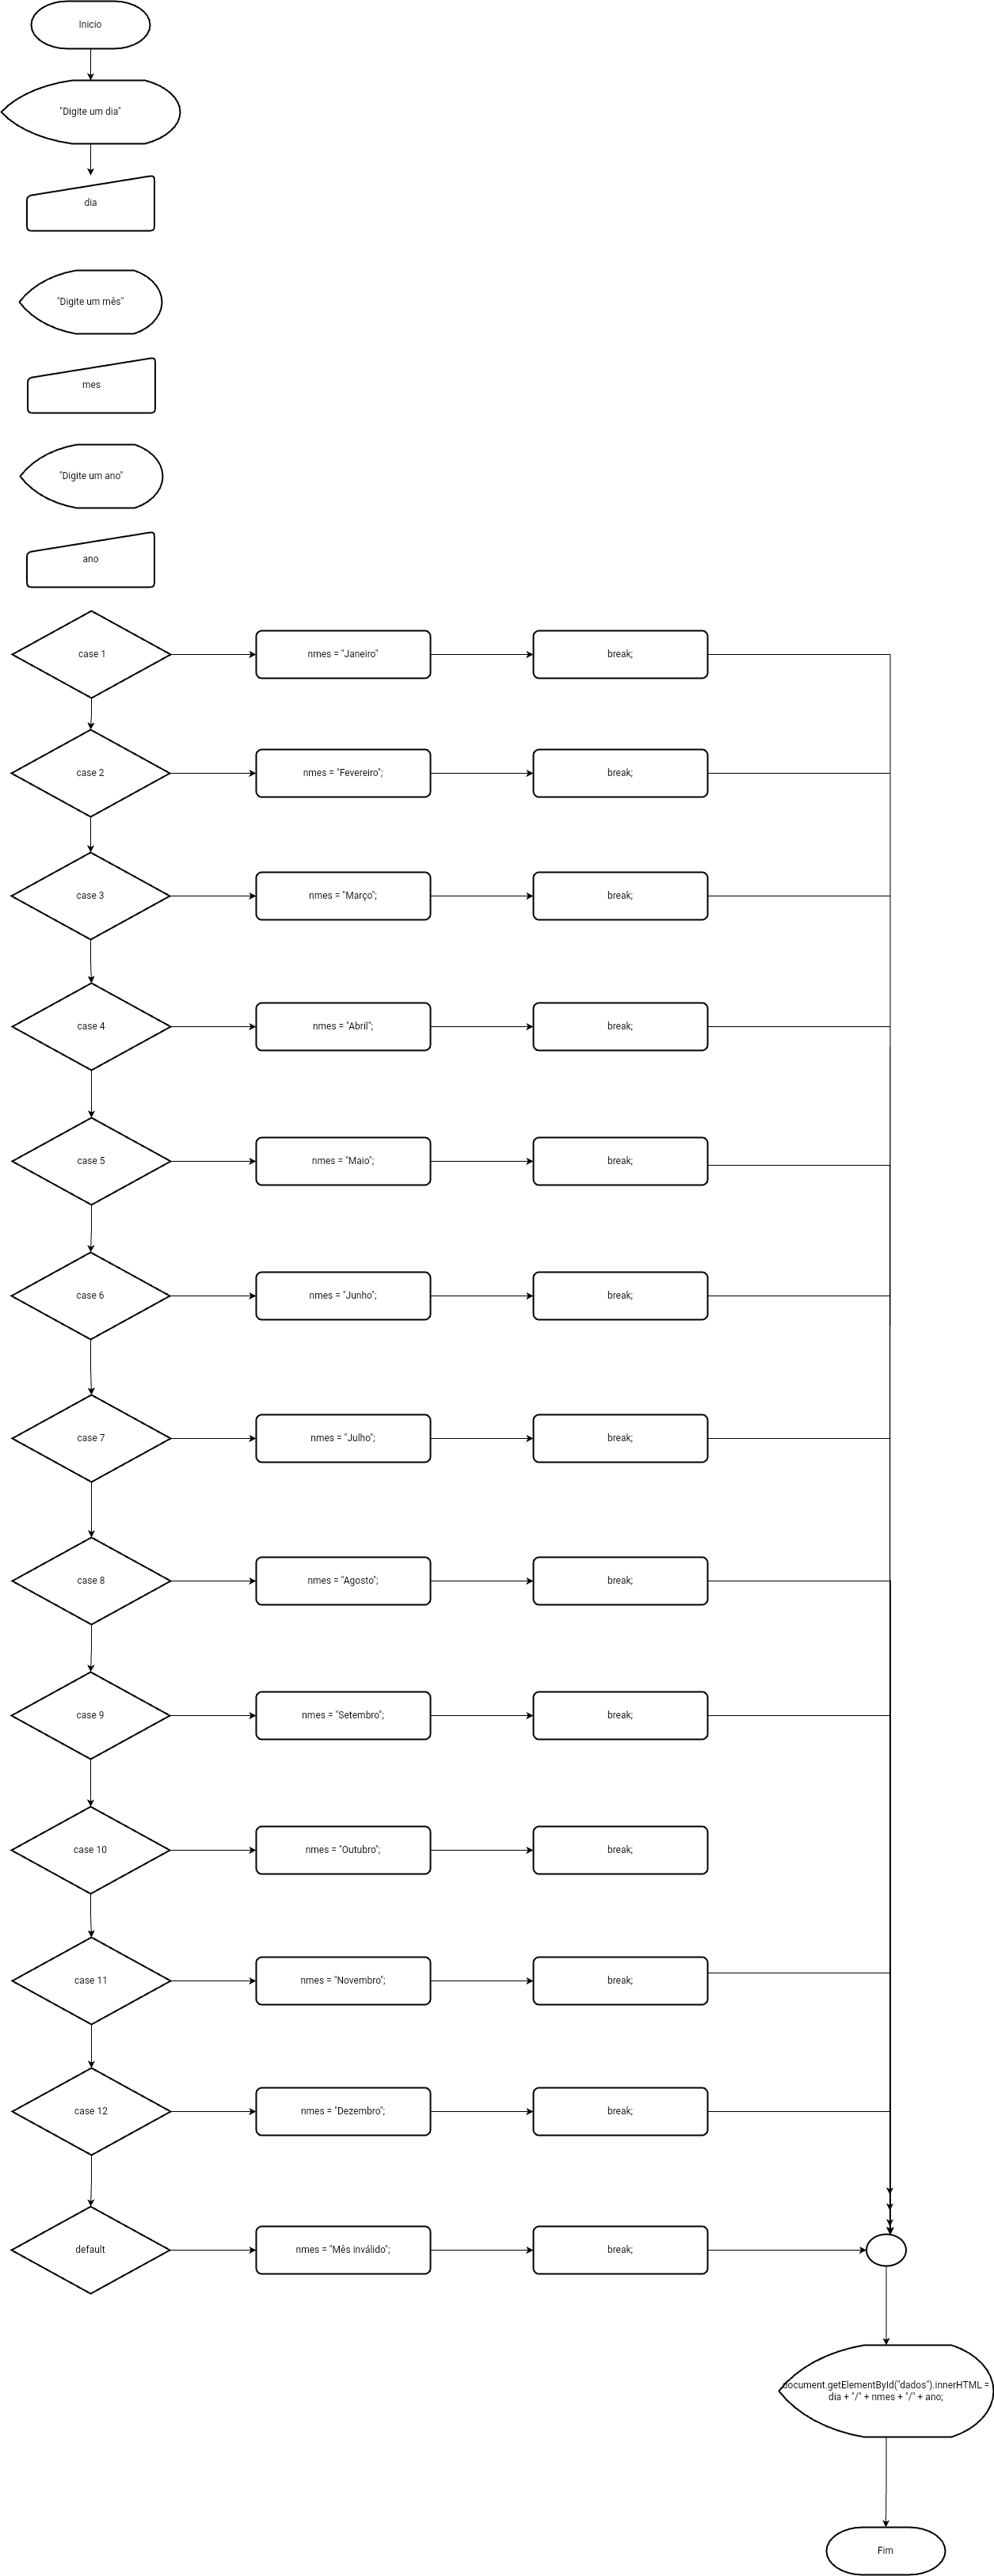 Inicio
"Digite um dia"
dia
"Digite um mês"
mes
"Digite um ano"
ano
case 1
nmes = "Janeiro"
break;
case 2
nmes = "Fevereiro";
break;
case 3
nmes = "Março";
break;
case 4
nmes = "Abril";
break;
case 5
nmes = "Maio";
break;
case 6
nmes = "Junho";
break;
case 7
nmes = "Julho";
break;
case 8
nmes = "Agosto";
break;
case 9
nmes = "Setembro";
break;
case 10
nmes = "Outubro";
break;
case 11
nmes = "Novembro";
break;
case 12
nmes = "Dezembro";
break;
default
nmes = "Mês inválido";
break;
document.getElementById("dados").innerHTML =
dia + "/" + nmes + "/" + ano;
Fim